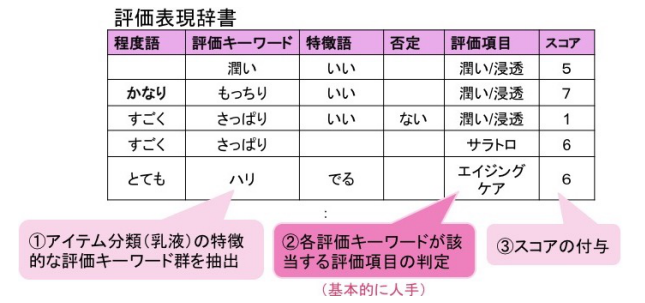 評価表現辞書
程度語 評価キーワード 特徴語 否定 評価項目 スコア
潤い いい 潤い/浸透 5
かなり もっちり いい 潤い/浸透 7
すごく さっぱり いい ない 潤い/浸透 1
すごく さっぱり サラトロ 6
とても ハリ でる エイジング
ケア 6
:
①アイテム分類(乳液)の特徴
的な評価キーワード群を抽出
②各評価キーワードが該
当する評価項目の判定
③スコアの付与
(基本的に人手)